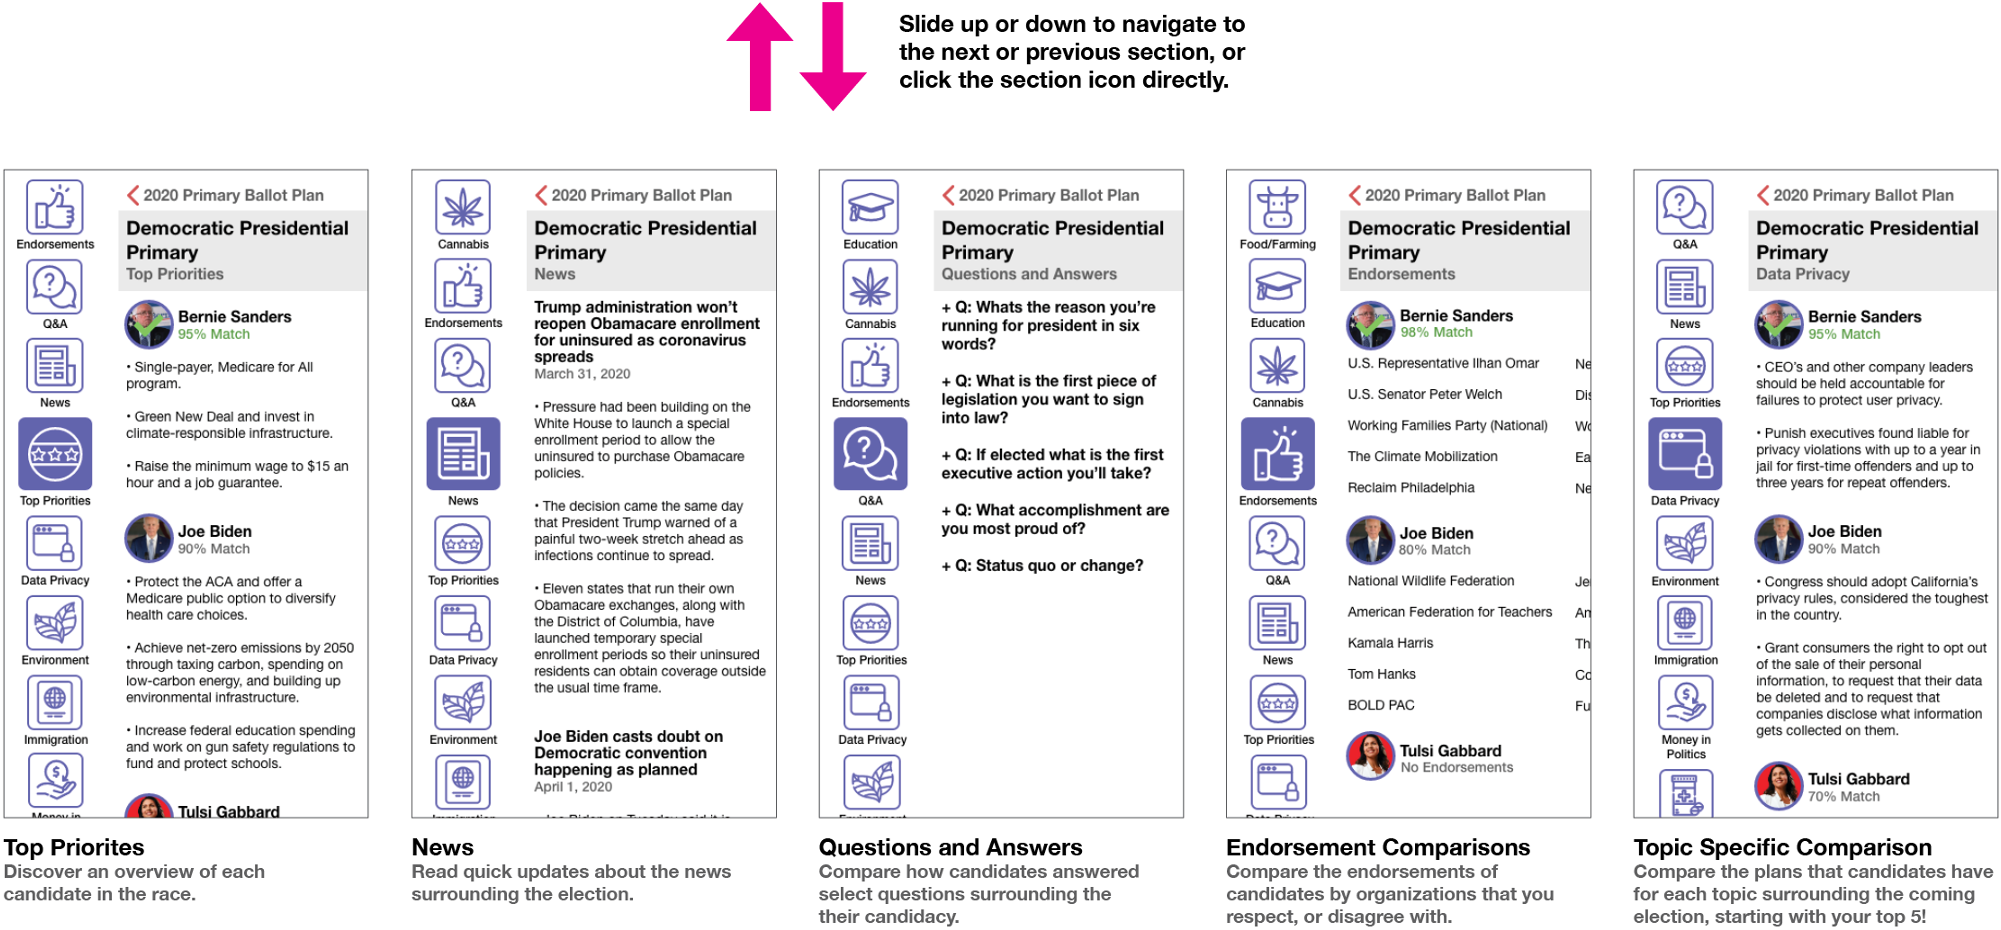 Slide up or down to navigate to
the next or previous section, or
click the section icon directly.
Endorsements
Q&A
News
Top Priorities
Data Privacy
Environment
Immigration
Money in
2020 Primary Ballot Plan
Democratic Presidential
Primary
Top Priorities
Bernie Sanders
95% Match
• Single-payer, Medicare for All
program.
• Green New Deal and invest in
climate-responsible infrastructure.
• Raise the minimum wage to $15 an
hour and a job guarantee.
Joe Biden
90% Match
• Protect the ACA and offer a
Medicare public option to diversify
health care choices.
• Achieve net-zero emissions by 2050
through taxing carbon, spending on
low-carbon energy, and building up
environmental infrastructure.
• Increase federal education spending
and work on gun safety regulations to
fund and protect schools.
Tulsi Gabbard
Top Priorites
Discover an overview of each
candidate in the race.
Cannabis
Endorsements
Q&A
News
Top Priorities
Data Privacy
Environment
Immigration
2020 Primary Ballot Plan
Democratic Presidential
Primary
News
Trump administration won't
reopen Obamacare enrollment
for uninsured as coronavirus
spreads
March 31, 2020
• Pressure had been building on the
White House to launch a special
enrollment period to allow the
uninsured to purchase Obamacare
policies.
• The decision came the same day
that President Trump warned of a
painful two-week stretch ahead as
infections continue to spread.
• Eleven states that run their own
Obamacare exchanges, along with
the District of Columbia, have
launched temporary special
enrollment periods so their uninsured
residents can obtain coverage outside
the usual time frame.
Joe Biden casts doubt on
Democratic convention
happening as planned
April 1, 2020
• Joe Biden on Tuesday said it is
News
Read quick updates about the news
surrounding the election.
Education
Cannabis
Endorsements
Q&A
News
Top Priorities
Data Privacy
Environment
2020 Primary Ballot Plan
Democratic Presidential
Primary
Questions and Answers
+ Q: Whats the reason you're
running for president in six
words?
+ Q: What is the first piece of
legislation you want to sign
into law?
+ Q: If elected what is the first
executive action you'll take?
+ Q: What accomplishment are
you most proud of?
+ Q: Status quo or change?
Questions and Answers
Compare how candidates answered
select questions surrounding the
their candidacy.
Food/Farming
Education
Cannabis
Endorsements
Q&A
News
Top Priorities
Data Privacy
2020 Primary Ballot Plan
Democratic Presidential
Primary
Endorsements
Bernie Sanders
98% Match
U.S. Representative Ilhan Omar Ne
U.S. Senator Peter Welch Dis
Working Families Party (National) Wo
The Climate Mobilization Ea
Reclaim Philadelphia Ne
Joe Biden
80% Match
National Wildlife Federation Je
American Federation for Teachers An
Kamala Harris Th
Tom Hanks Co
BOLD PAC Fu
Tulsi Gabbard
No Endorsements
Endorsement Comparisons
Compare the endorsements of
candidates by organizations that you
respect, or disagree with.
Q&A
News
Top Priorities
Data Privacy
Environment
Immigration
Money in
Politics
2020 Primary Ballot Plan
Democratic Presidential
Primary
Data Privacy
Bernie Sanders
95% Match
• CEO's and other company leaders
should be held accountable for
failures to protect user privacy.
• Punish executives found liable for
privacy violations with up to a year in
jail for first-time offenders and up to
three years for repeat offenders.
Joe Biden
90% Match
• Congress should adopt California's
privacy rules, considered the toughest
in the country.
• Grant consumers the right to opt out
of the sale of their personal
information, to request that their data
be deleted and to request that
companies disclose what information
gets collected on them.
Tulsi Gabbard
70% Match
Topic Specific Comparison
Compare the plans that candidates have
for each topic surrounding the coming
election, starting with your top 5!